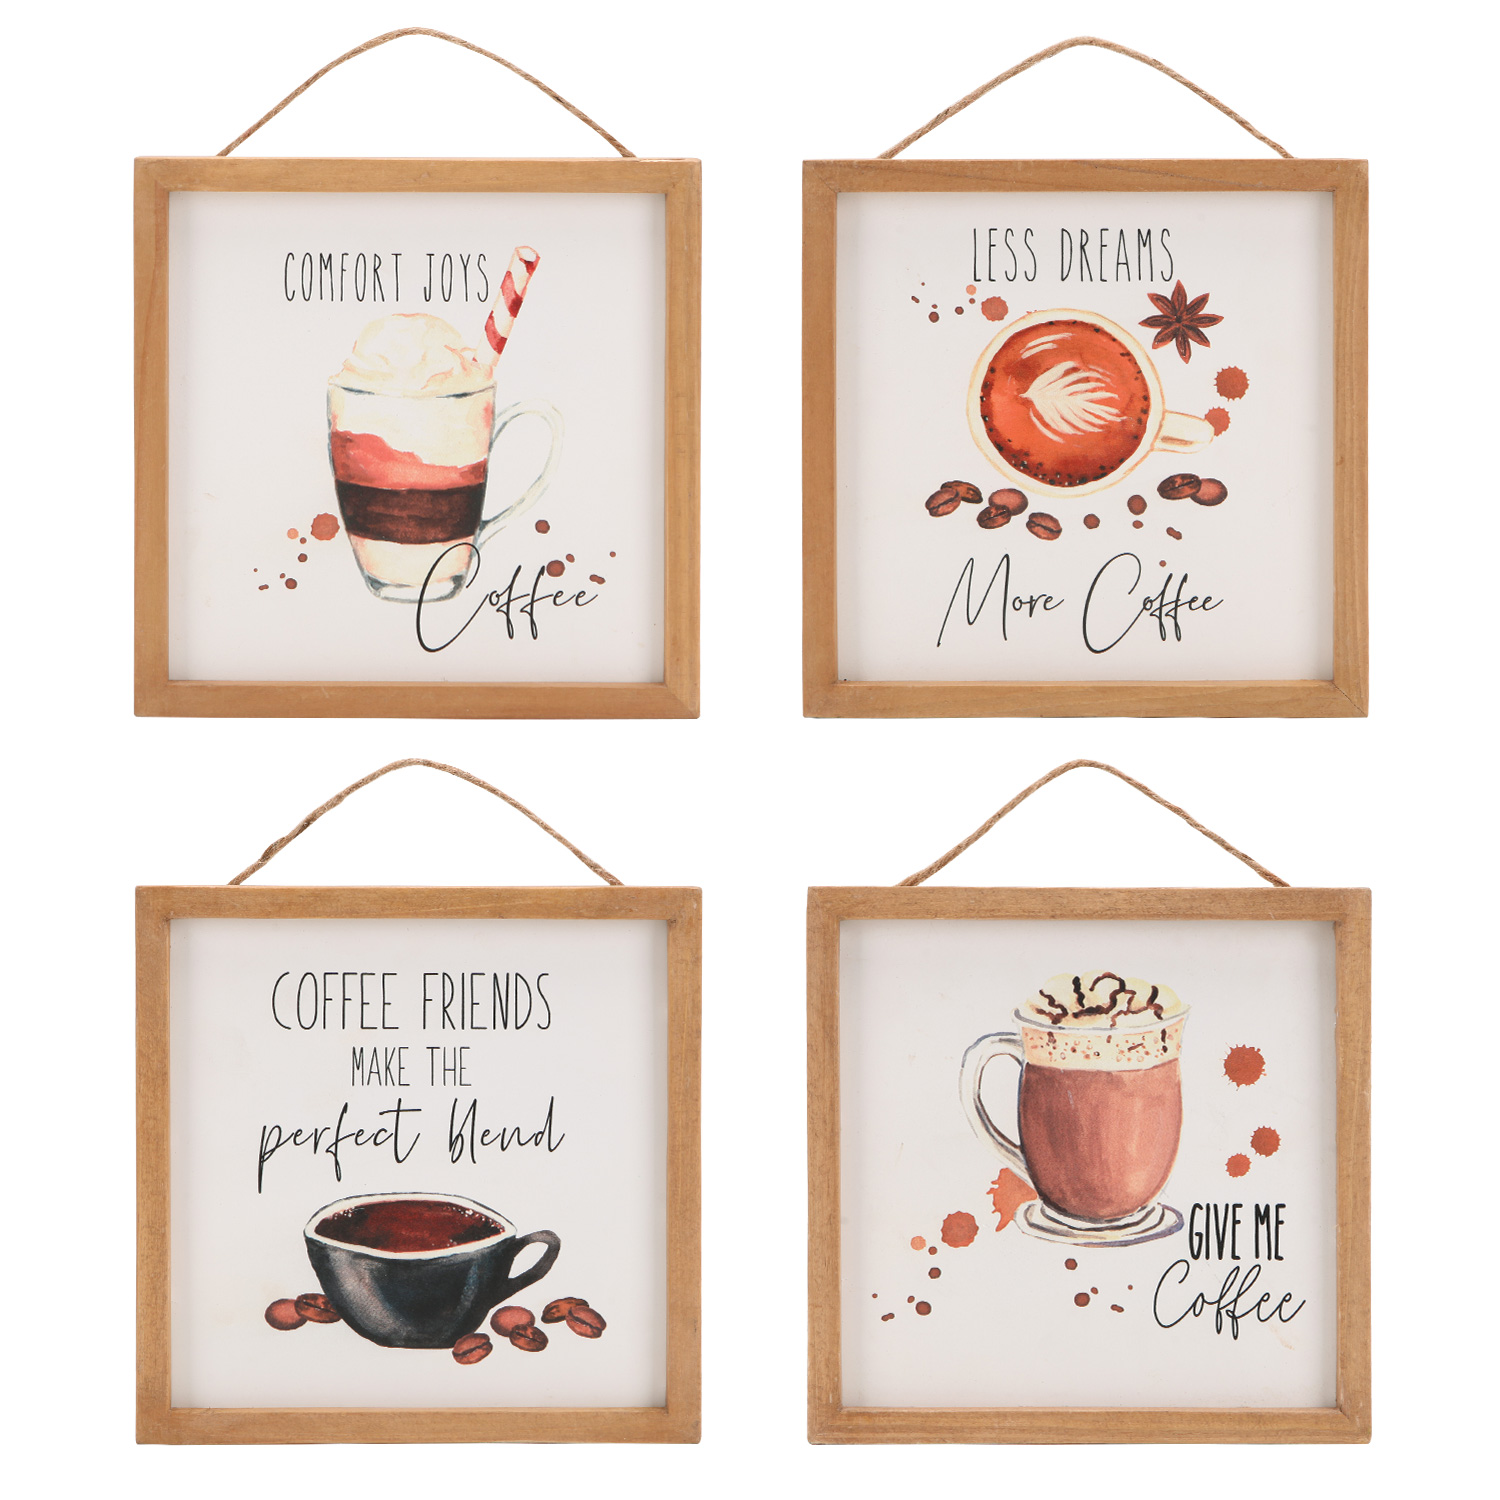 COMFORT JOYS
Coffee
LESS DREAMS
More Coffee
COFFEE FRIENDS
MAKE THE
perfect blend
GIVE ME
Coffee